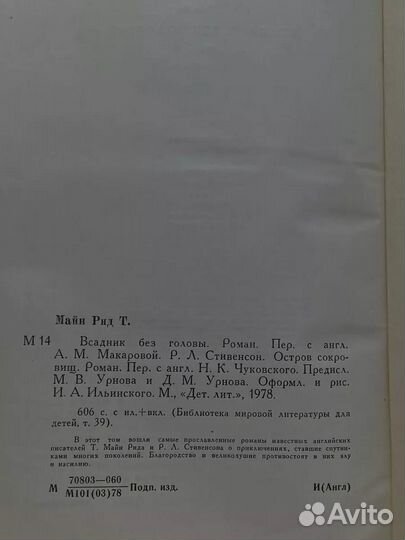 Майн Рид Т.
М 14 Всадник без головы. Роман. Пер. с англ.
А. М. Макаровой. Р. Л. Стивенсон. Остров сокро-
вищ. Роман. Пер. с англ. Н. К. Чуковского. Предисл.
М. В. Урнова и Д. М. Урнова. Оформл. и рис.
И. А. Ильинского. М., «Дет. лит.», 1978.
606 с. с ил.+вкл. (Библиотека мировой литературы для
детей, т. 39).
В этот том вошли самые прославленные романы известных английских
писателей Т. Майн Рида и Р. Л. Стивенсона о приключениях, ставшие спутни-
ками многих поколений. Благородство и великодушие противостоят в них злу
и насилию.
70803—060
М М101(03)78 Подп. изд. И(Англ)
Avito